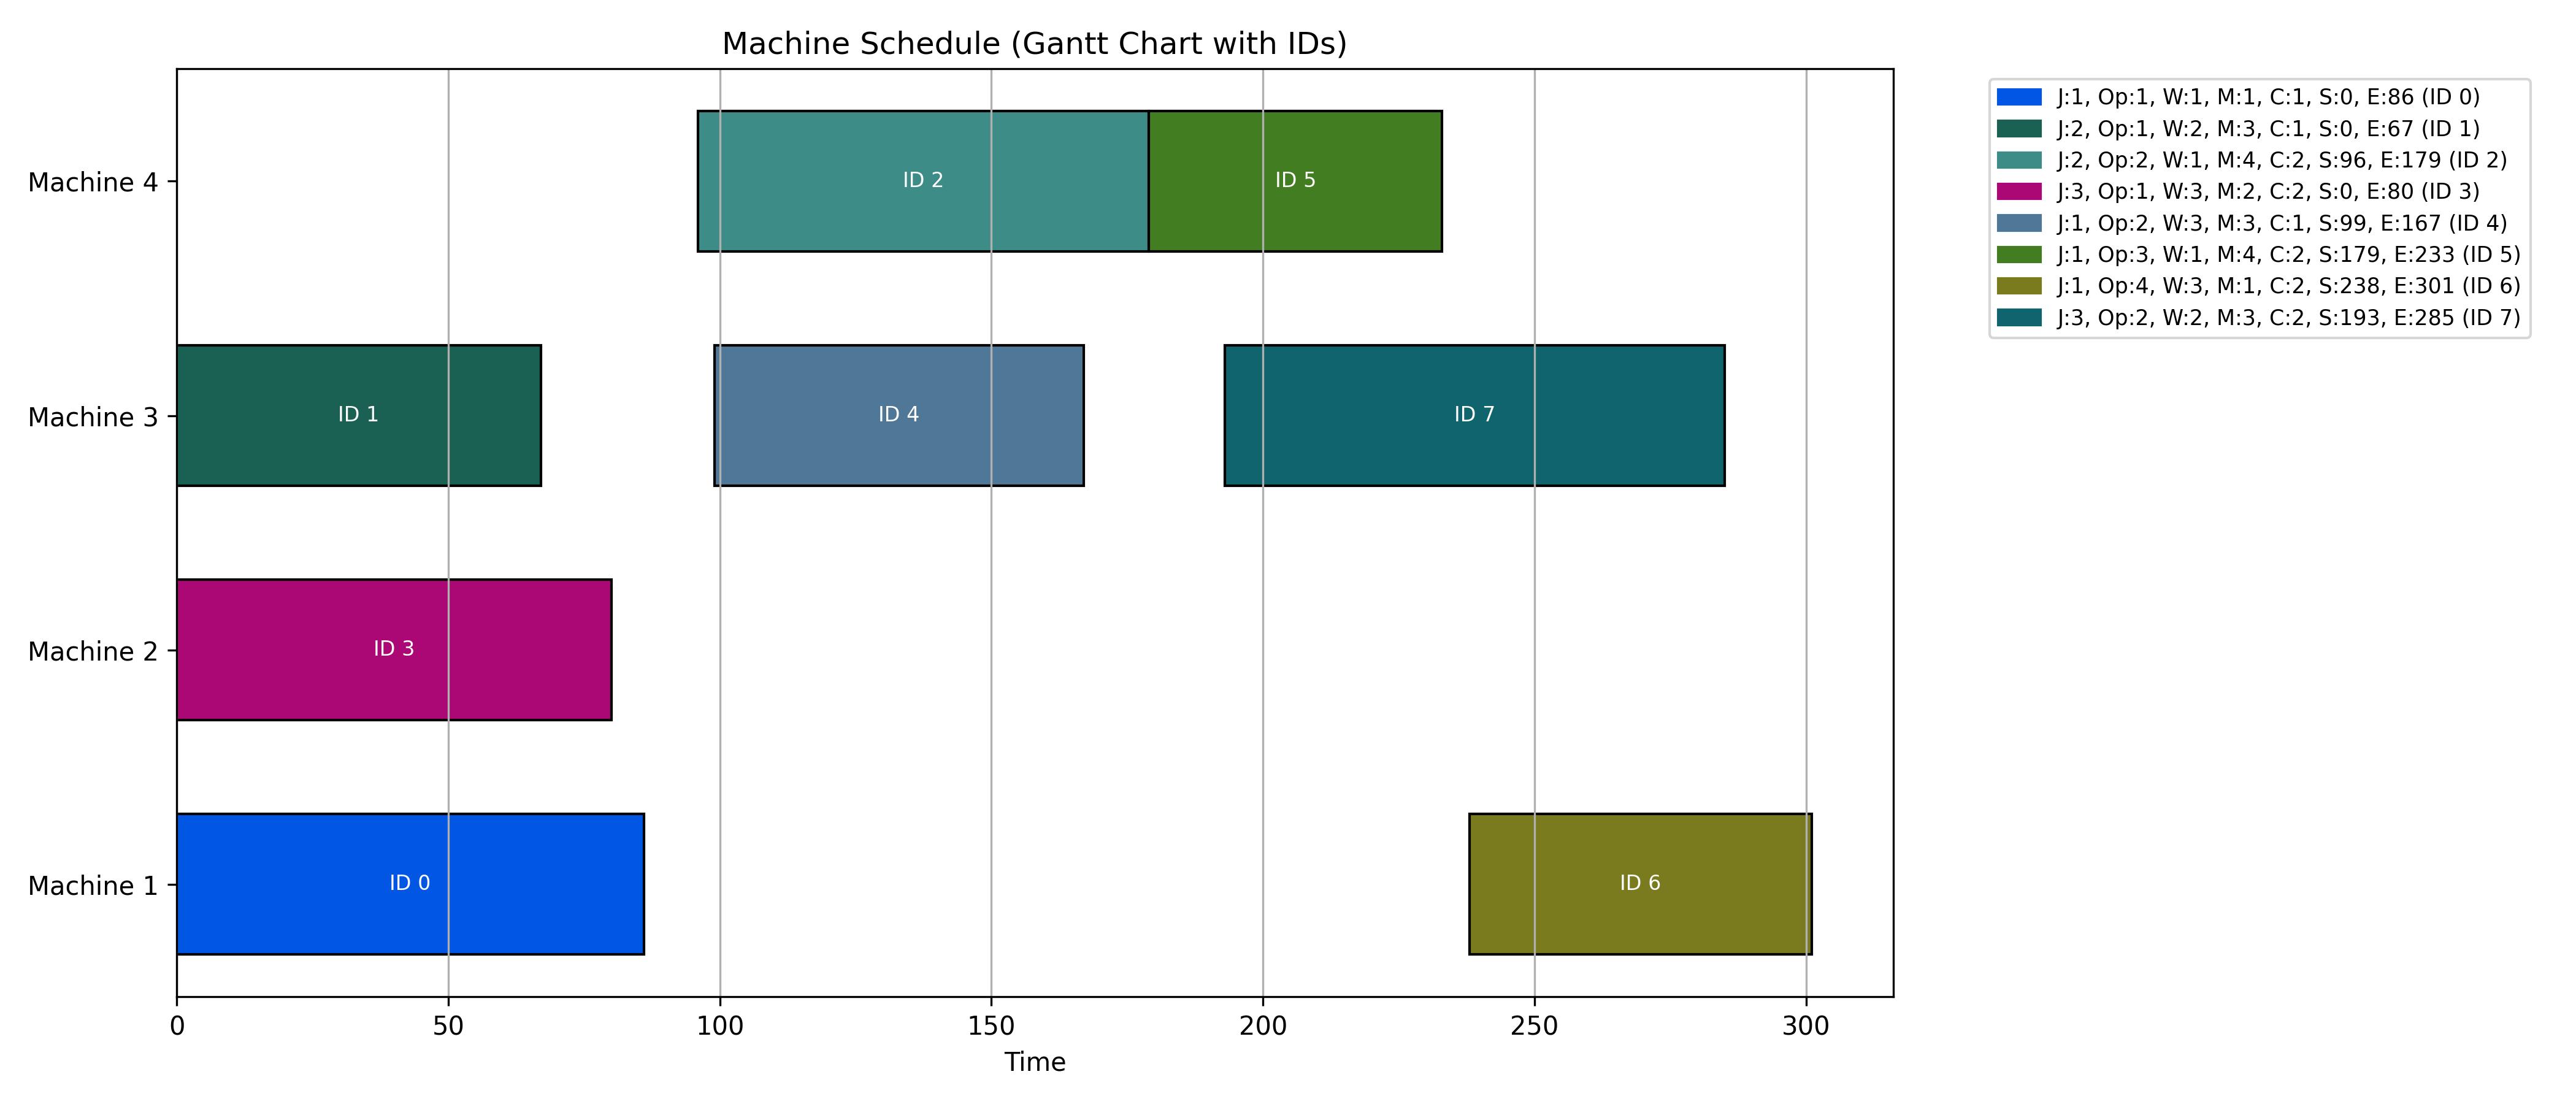 Machine Schedule (Gantt Chart with IDs)
Machine 4
Machine 3
Machine 2
Machine 1
ID 2
ID 5
ID 1
ID 4
ID 7
ID 3
ID 0
ID 6
0 50 100 150 200 250 300
Time
J:1, Op:1, W:1, M:1, C:1, S:0, E:86 (ID 0)
J:2, Op:1, W:2, M:3, C:1, S:0, E:67 (ID 1)
J:2, Op:2, W:1, M:4, C:2, S:96, E:179 (ID 2)
J:3, Op:1, W:3, M:2, C:2, S:0, E:80 (ID 3)
J:1, Op:2, W:3, M:3, C:1, S:99, E:167 (ID 4)
J:1, Op:3, W:1, M:4, C:2, S:179, E:233 (ID 5)
J:1, Op:4, W:3, M:1, C:2, S:238, E:301 (ID 6)
J:3, Op:2, W:2, M:3, C:2, S:193, E:285 (ID 7)